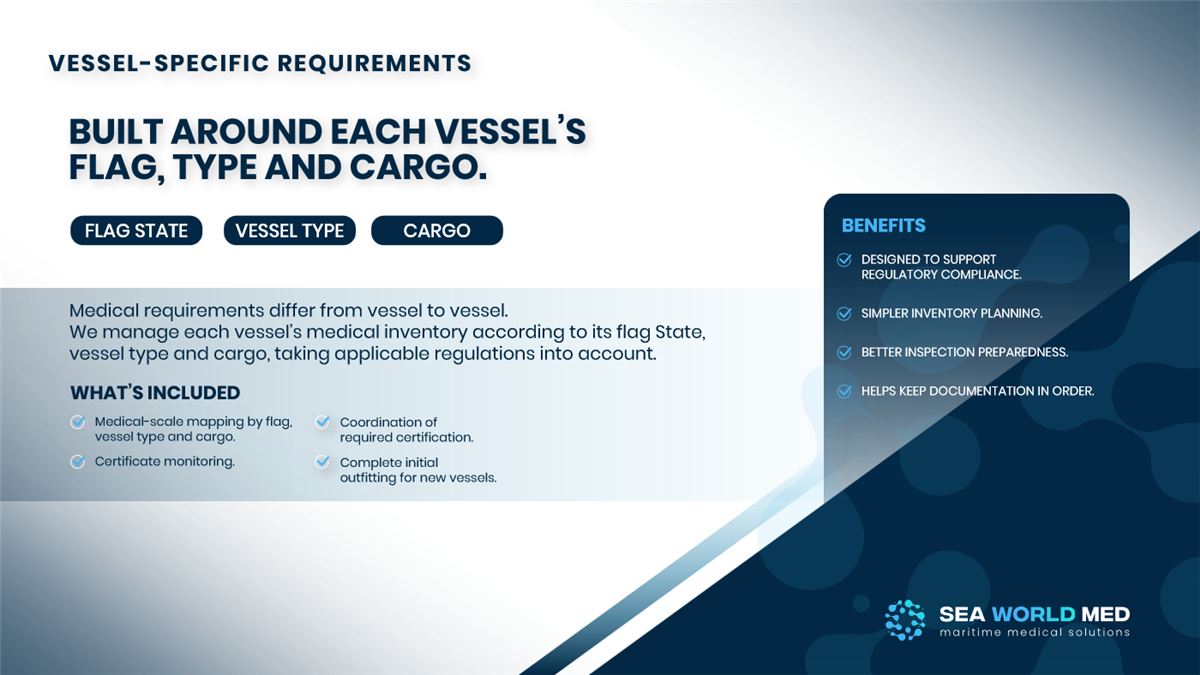 VESSEL-SPECIFIC REQUIREMENTS
BUILT AROUND EACH VESSEL’S
FLAG, TYPE AND CARGO.
FLAG STATE
VESSEL TYPE
CARGO
Medical requirements differ from vessel to vessel.
We manage each vessel’s medical inventory according to its flag State,
vessel type and cargo, taking applicable regulations into account.
WHAT’S INCLUDED
Medical-scale mapping by flag,
vessel type and cargo.
Certificate monitoring.
Coordination of
required certification.
Complete initial
outfitting for new vessels.
BENEFITS
DESIGNED TO SUPPORT
REGULATORY COMPLIANCE.
SIMPLER INVENTORY PLANNING.
BETTER INSPECTION PREPAREDNESS.
HELPS KEEP DOCUMENTATION IN ORDER.
SEA WORLD MED
maritime medical solutions